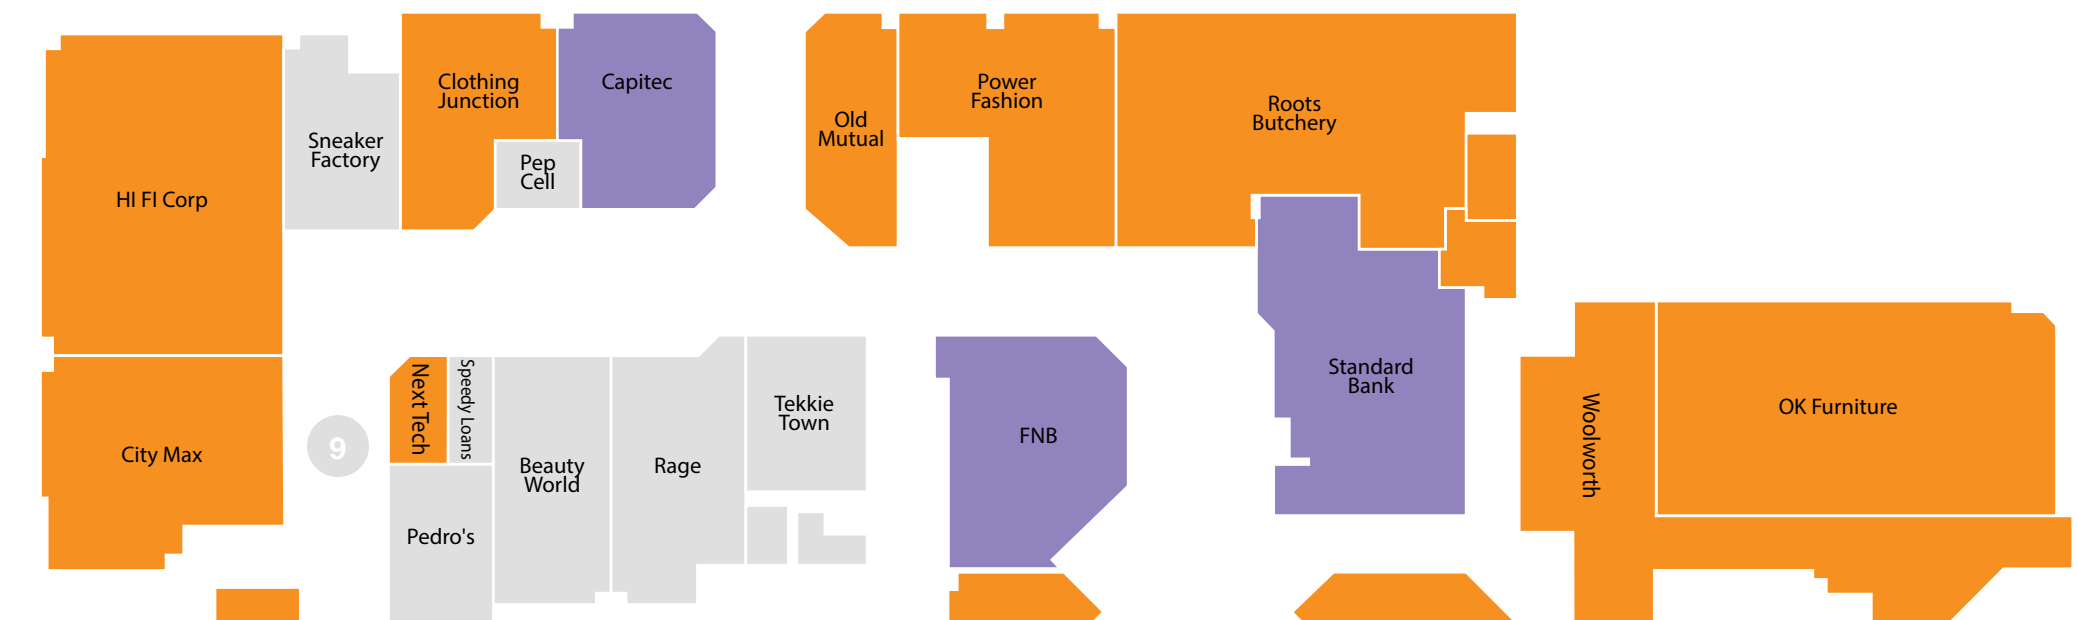 HI FI Corp
Sneaker
Factory
Clothing
Junction
Pep
Cell
Capitec
Old
Mutual
Power
Fashion
Roots
Butchery
City Max
9
Next Tech
Speedy Loans
Pedro's
Beauty
World
Rage
Tekkie
Town
FNB
Standard
Bank
Woolworth
OK Furniture